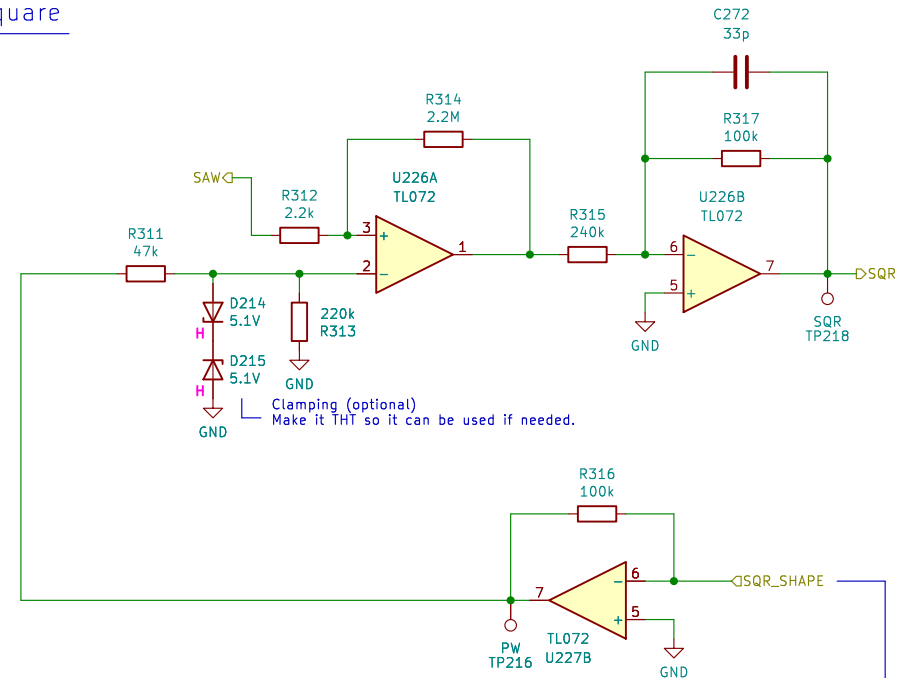 quare
C272
33p
R314
2.2M
R317
100k
SAW
U226A
TL072
R312
2.2k
3
+
1
2
−
U226B
TL072
R315
240k
6
−
7
5
+
SQR
R311
47k
D214
5.1V
H
220k
R313
GND
D215
5.1V
H
GND
Clamping (optional)
Make it THT so it can be used if needed.
GND
SQR
TP218
R316
100k
7
6
−
SQR_SHAPE
5
+
PW
TP216
TL072
U227B
GND